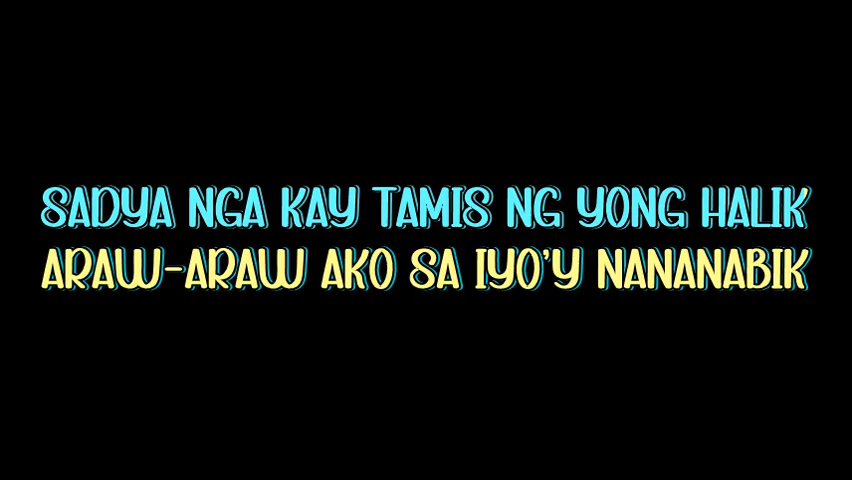 SADYA NGA KAY TAMIS NG YONG HALIK
ARAW-ARAW AKO SA IYO'Y NANANABIK